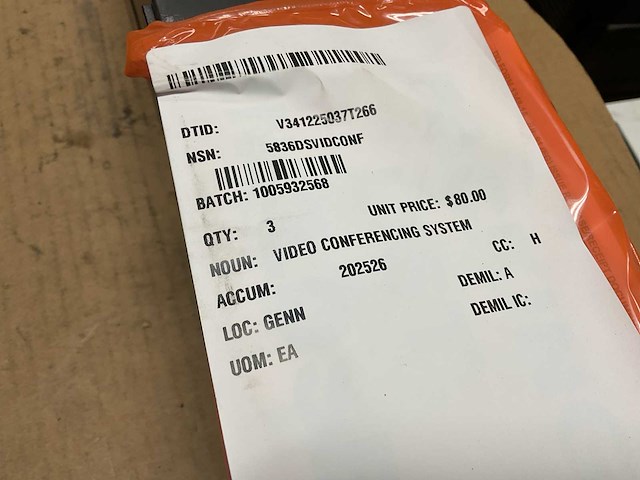 DTID: V341225037T266
NSN: 5836DSVIDCONF
BATCH: 1005932568
QTY: 3 UNIT PRICE: $80.00
NOUN: VIDEO CONFERENCING SYSTEM
ACCUM: 202526 CC: H
LOC: GENN DEMIL: A
UOM: EA DEMIL IC: